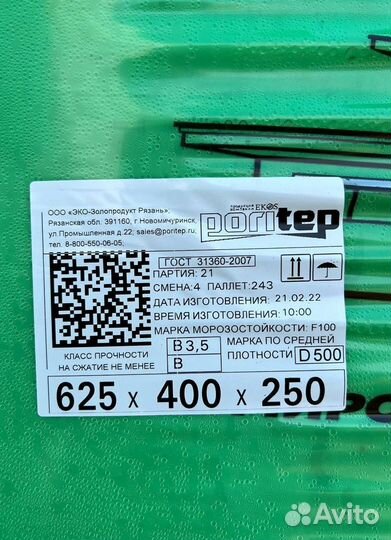 ООО «ЭКО-Золопродукт Рязань».
Рязанская обл. 391160, г.Новомичуринск
ул.Промышленная д.22; sales@poritep.ru,
тел. 8-800-550-06-05;
EKOS
poritep
ГОСТ 31360-2007
ПАРТИЯ: 21
СМЕНА:4 ПАЛЛЕТ:243
ДАТА ИЗГОТОВЛЕНИЯ: 21.02.22
ВРЕМЯ ИЗГОТОВЛЕНИЯ: 10:00
МАРКА МОРОЗОСТОЙКОСТИ: F100
КЛАСС ПРОЧНОСТИ
НА СЖАТИЕ НЕ МЕНЕЕ
В3,5
В
МАРКА ПО СРЕДНЕЙ
ПЛОТНОСТИ D500
625 х 400 х 250
Avito